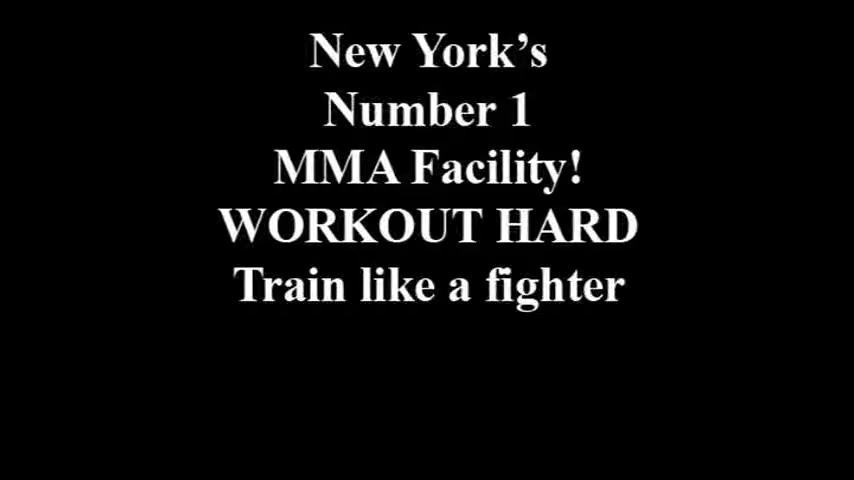 New York’s
Number 1
MMA Facility!
WORKOUT HARD
Train like a fighter